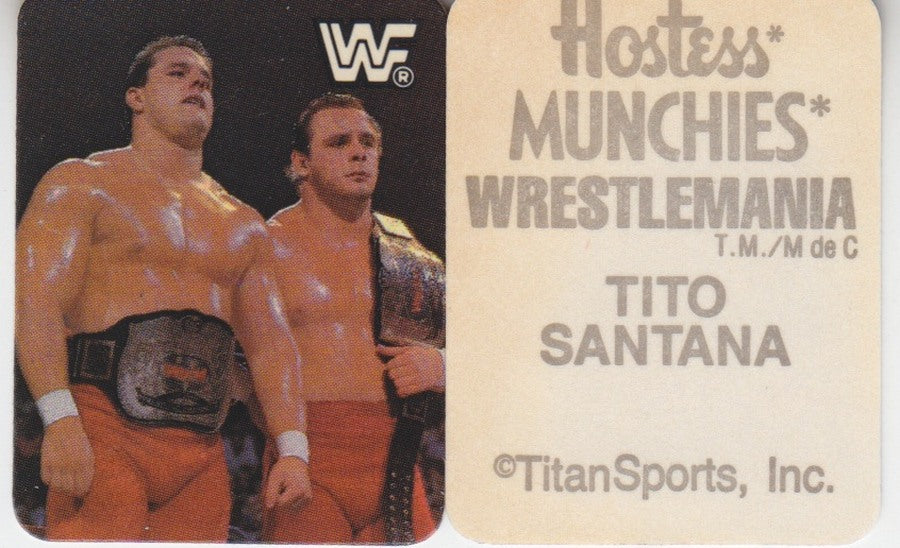 WF
®
Hostess*
MUNCHIES*
WRESTLEMANIA
T.M./M de C
TITO
SANTANA
©TitanSports, Inc.